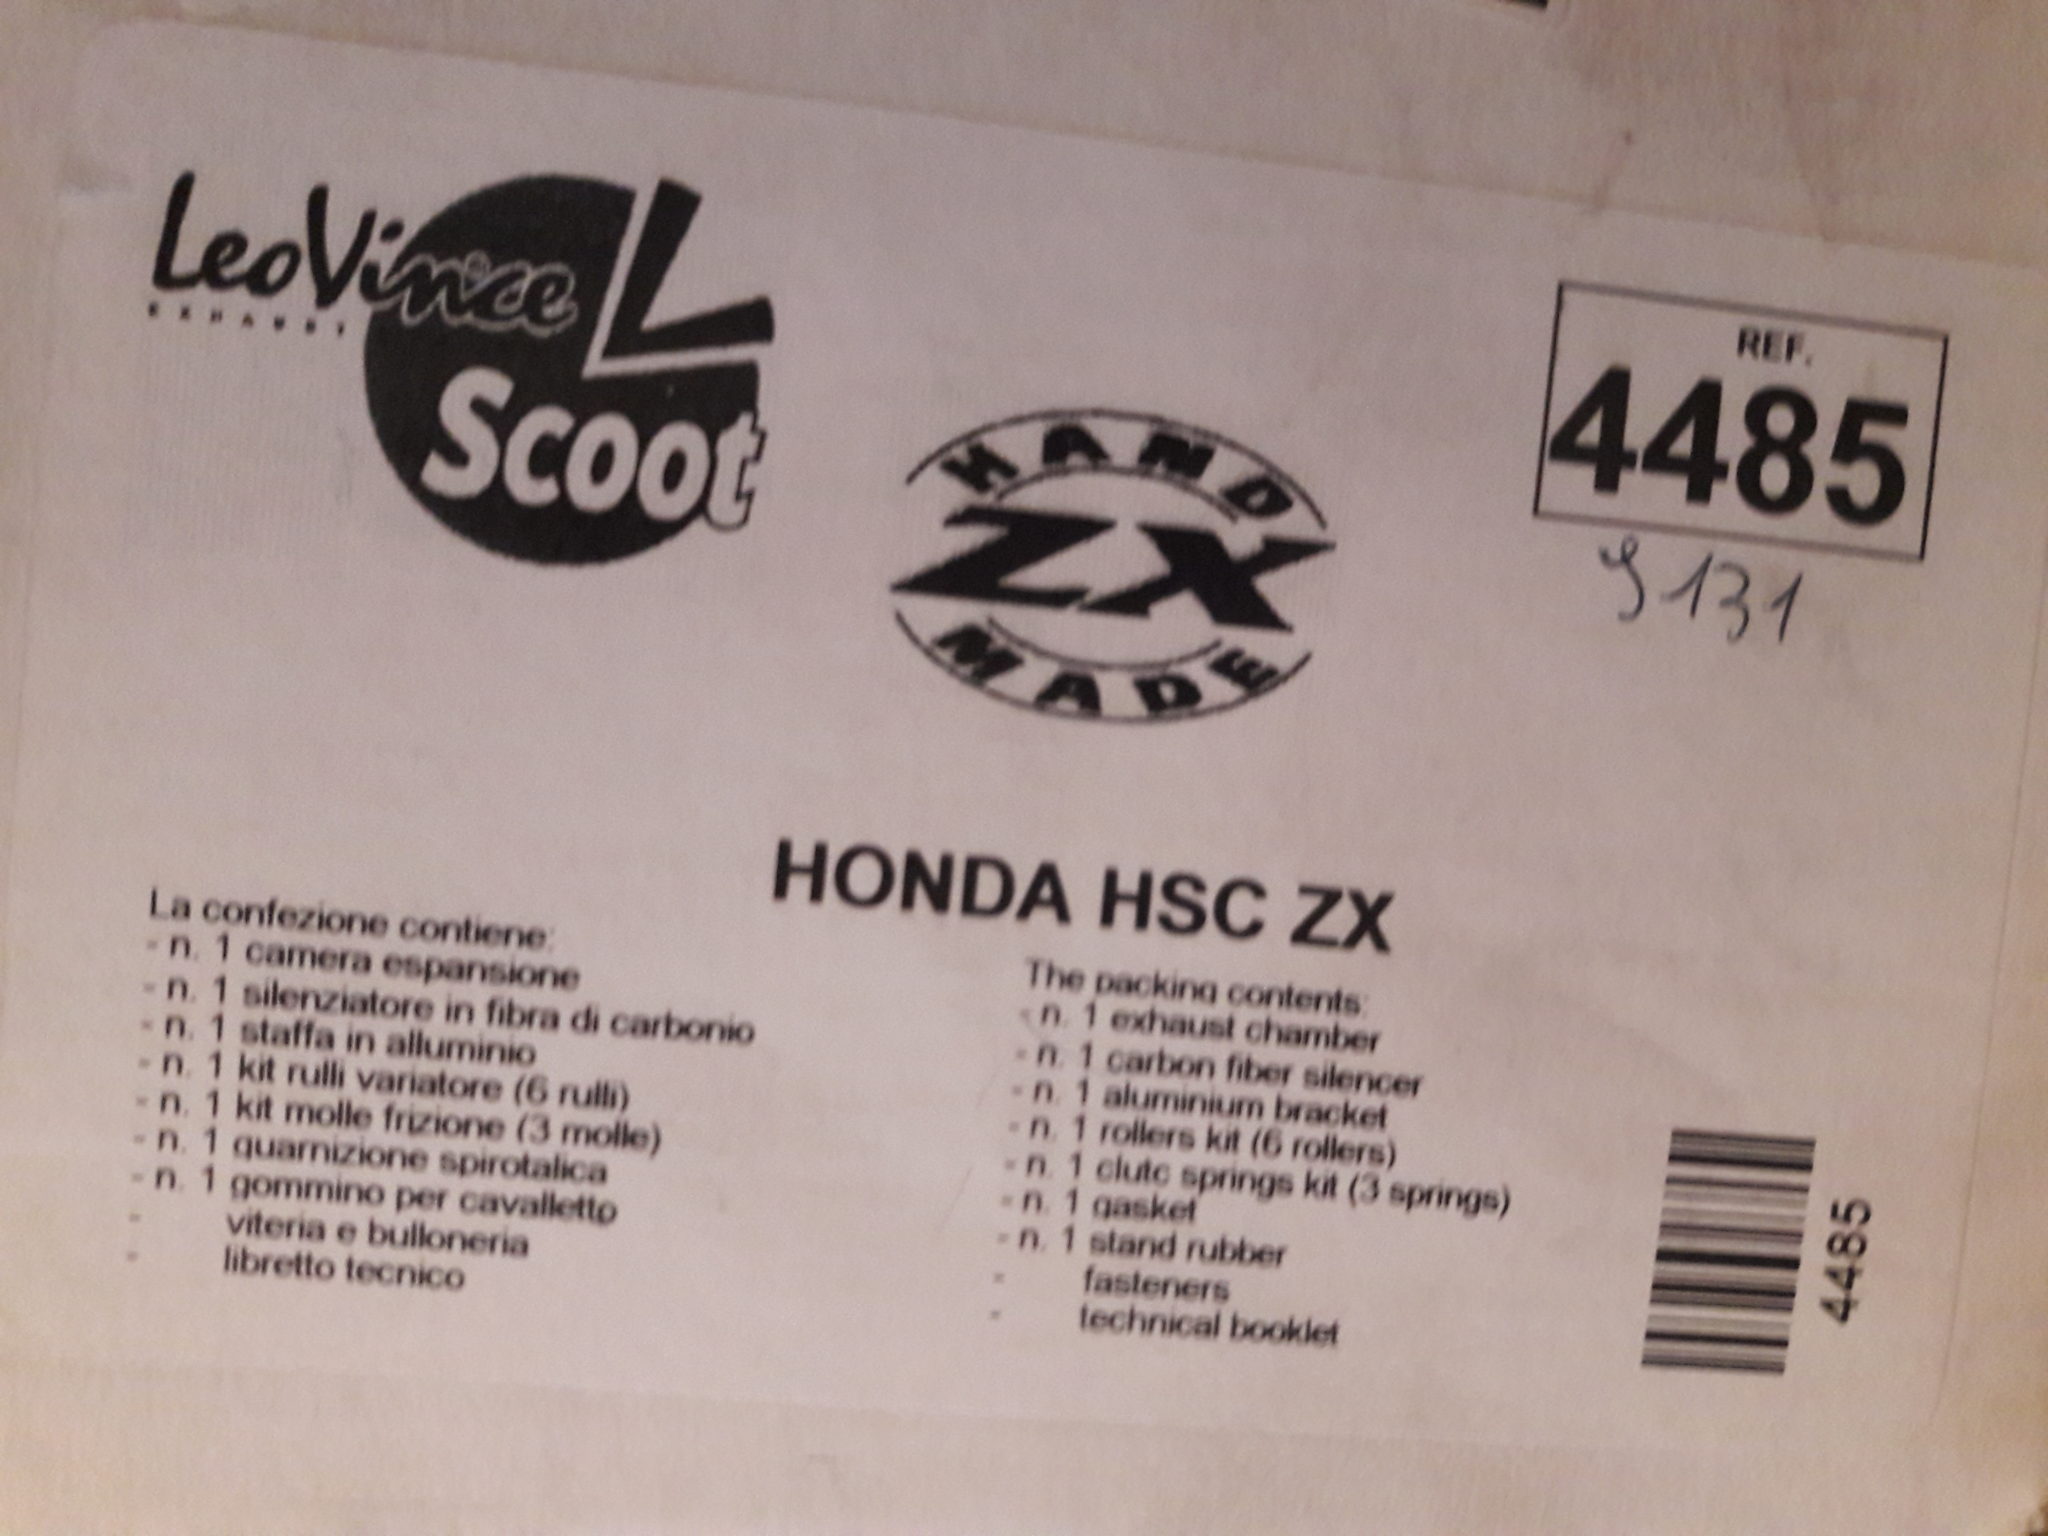 LeoVince
EXHAUST
Scoot
HAND
ZX
MADE
REF.
4485
9131
HONDA HSC ZX
La confezione contiene:
- n. 1 camera espansione
- n. 1 silenziatore in fibra di carbonio
- n. 1 staffa in alluminio
- n. 1 kit rulli variatore (6 rulli)
- n. 1 kit molle frizione (3 molle)
- n. 1 guarnizione spirotalica
- n. 1 gommino per cavalletto
- viteria e bulloneria
- libretto tecnico
The packing contents:
- n. 1 exhaust chamber
- n. 1 carbon fiber silencer
- n. 1 aluminium bracket
- n. 1 rollers kit (6 rollers)
- n. 1 clutc springs kit (3 springs)
- n. 1 gasket
- n. 1 stand rubber
- fasteners
- technical booklet
4485